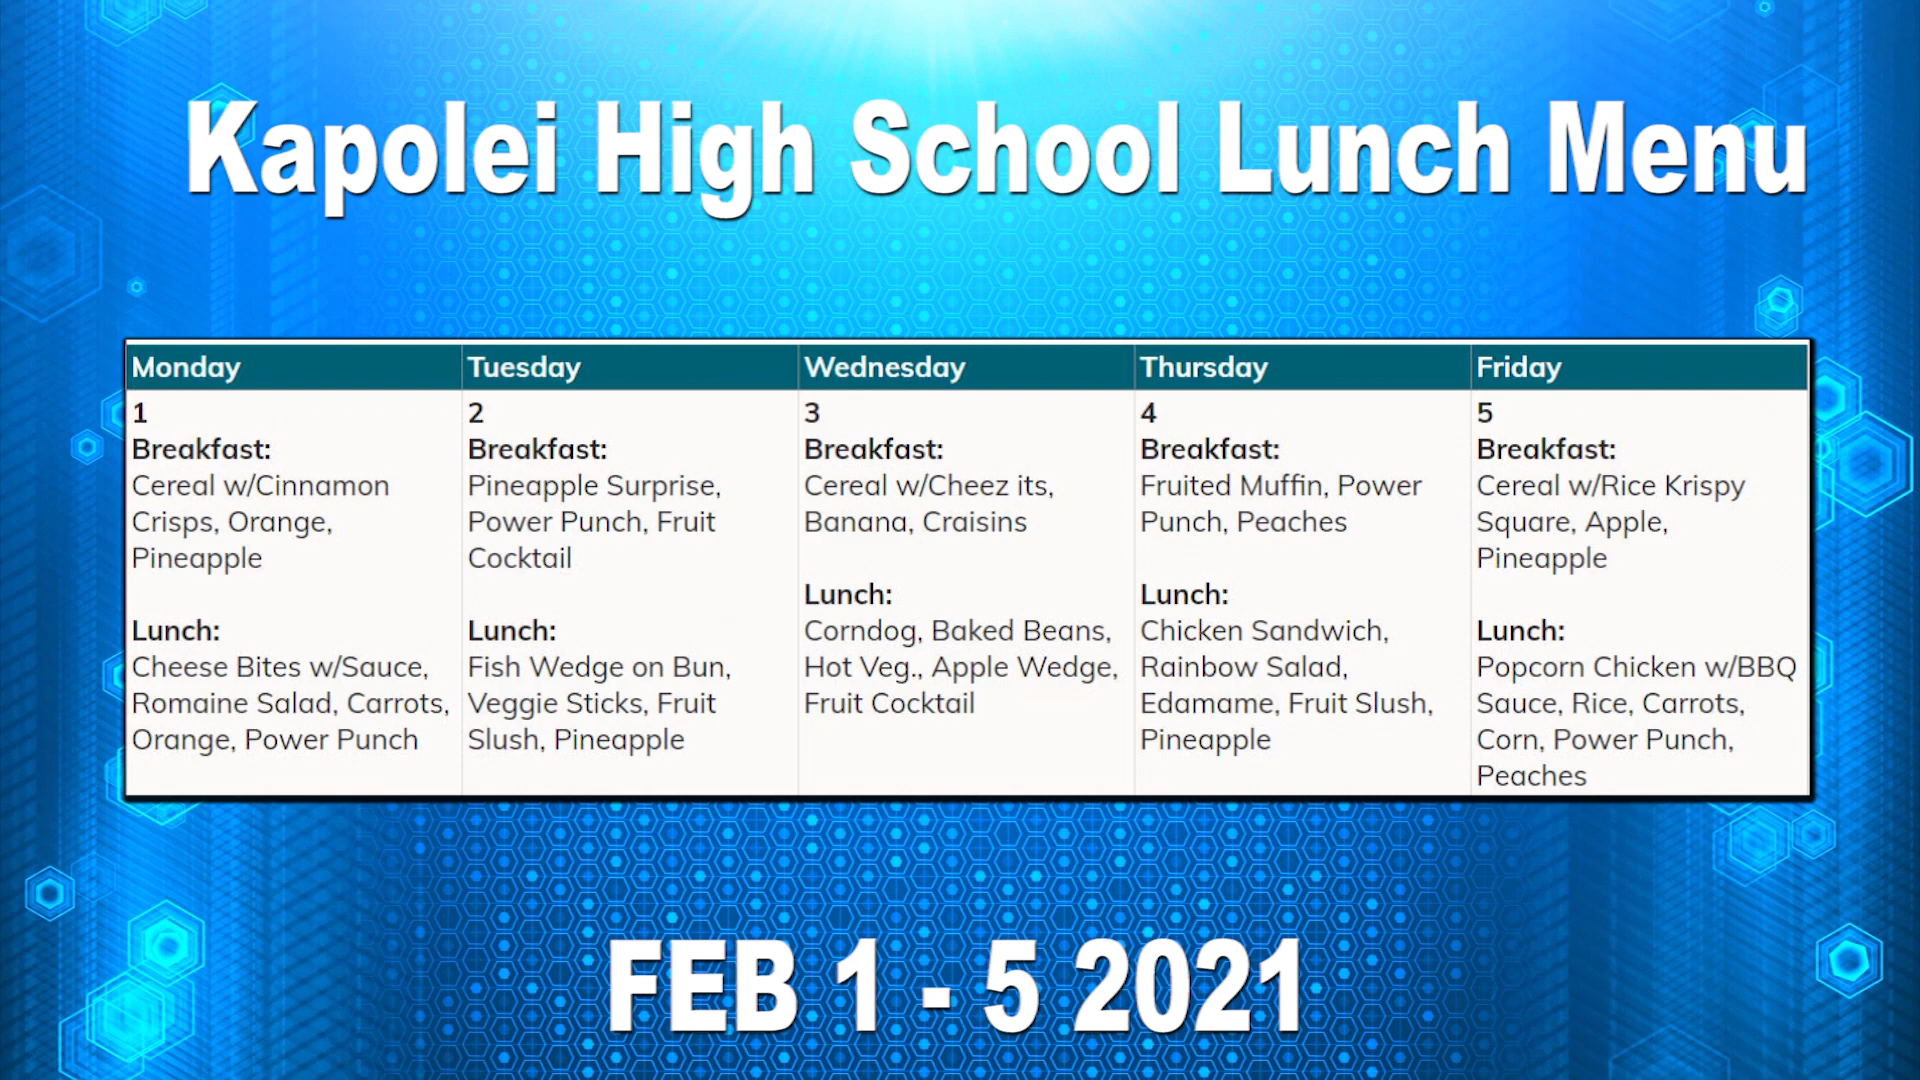 Kapolei High School Lunch Menu
Monday
1
Breakfast:
Cereal w/Cinnamon
Crisps, Orange,
Pineapple
Lunch:
Cheese Bites w/Sauce,
Romaine Salad, Carrots,
Orange, Power Punch
Tuesday
2
Breakfast:
Pineapple Surprise,
Power Punch, Fruit
Cocktail
Lunch:
Fish Wedge on Bun,
Veggie Sticks, Fruit
Slush, Pineapple
Wednesday
3
Breakfast:
Cereal w/Cheez its,
Banana, Craisins
Lunch:
Corndog, Baked Beans,
Hot Veg., Apple Wedge,
Fruit Cocktail
Thursday
4
Breakfast:
Fruited Muffin, Power
Punch, Peaches
Lunch:
Chicken Sandwich,
Rainbow Salad,
Edamame, Fruit Slush,
Pineapple
Friday
5
Breakfast:
Cereal w/Rice Krispy
Square, Apple,
Pineapple
Lunch:
Popcorn Chicken w/BBQ
Sauce, Rice, Carrots,
Corn, Power Punch,
Peaches
FEB 1 - 5 2021